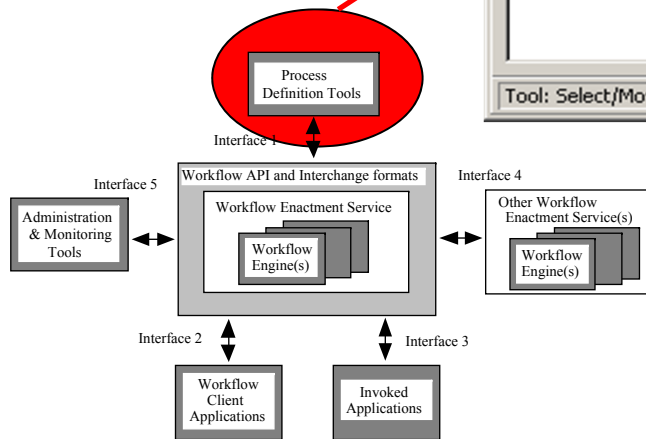 Tool: Select/Mo
Process
Definition Tools
Interface 1
Workflow API and Interchange formats
Interface 5
Interface 4
Administration
& Monitoring
Tools
Workflow Enactment Service
Workflow
Engine(s)
Other Workflow
Enactment Service(s)
Workflow
Engine(s)
Interface 2
Interface 3
Workflow
Client
Applications
Invoked
Applications